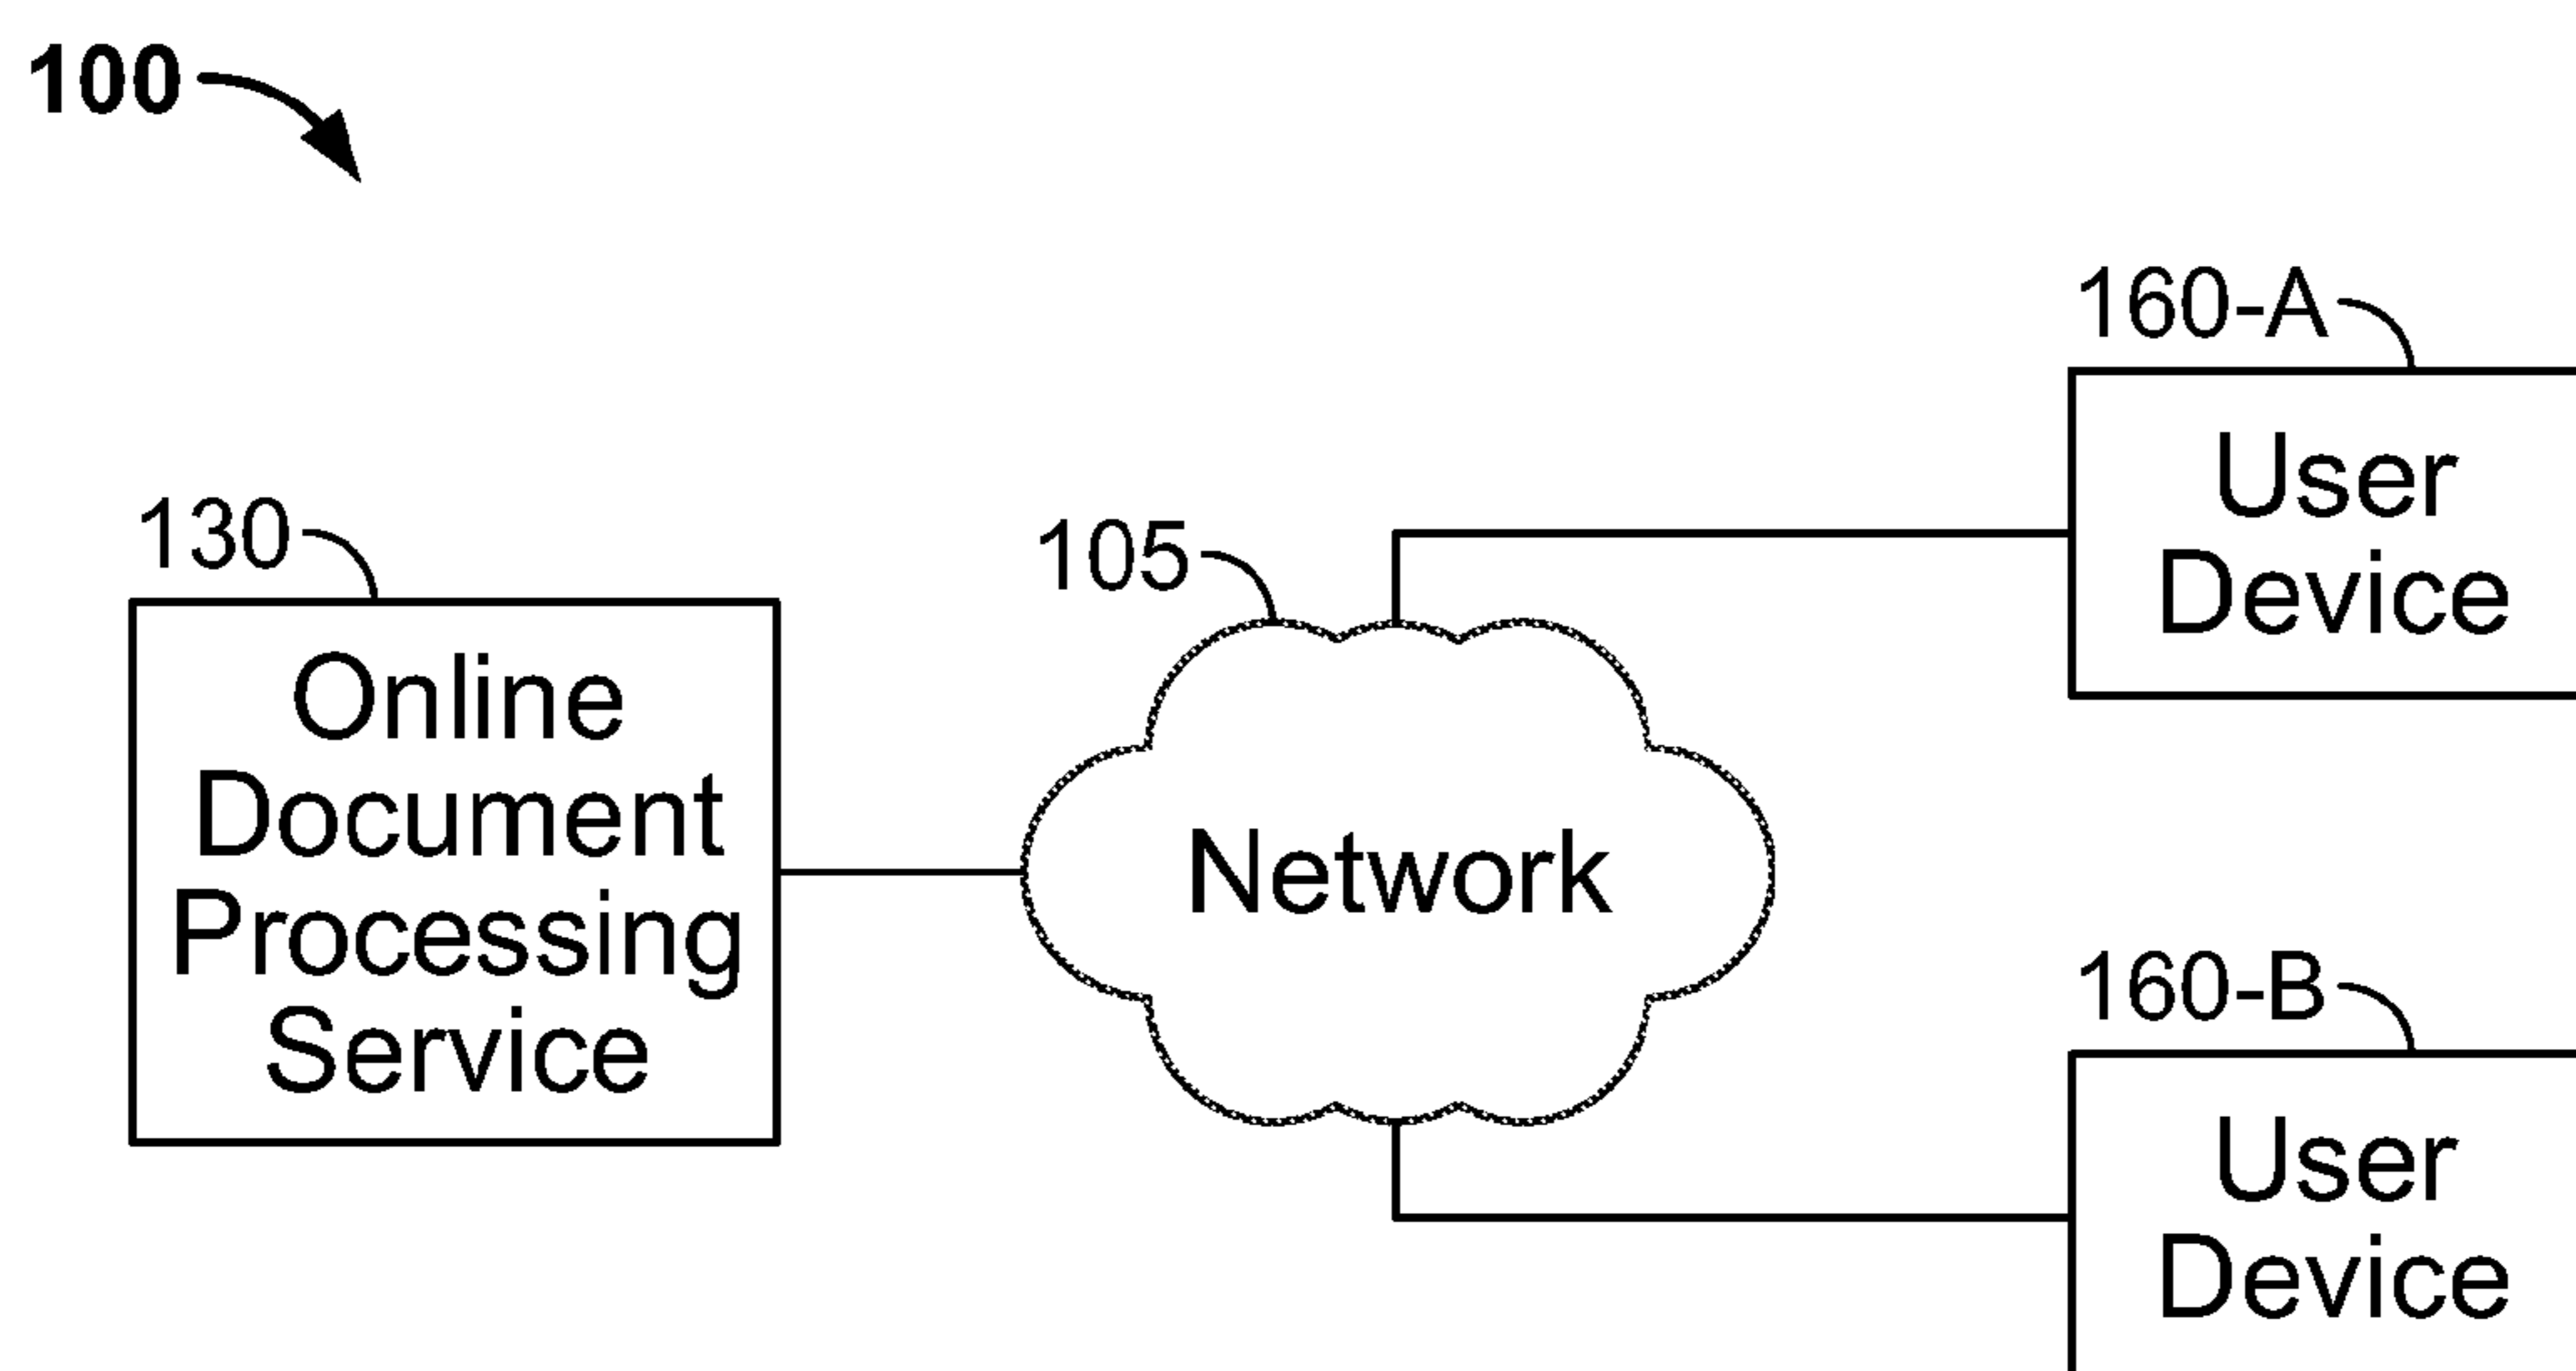 100
160-A
User
Device
130
Online
Document
Processing
Service
105
Network
160-B
User
Device